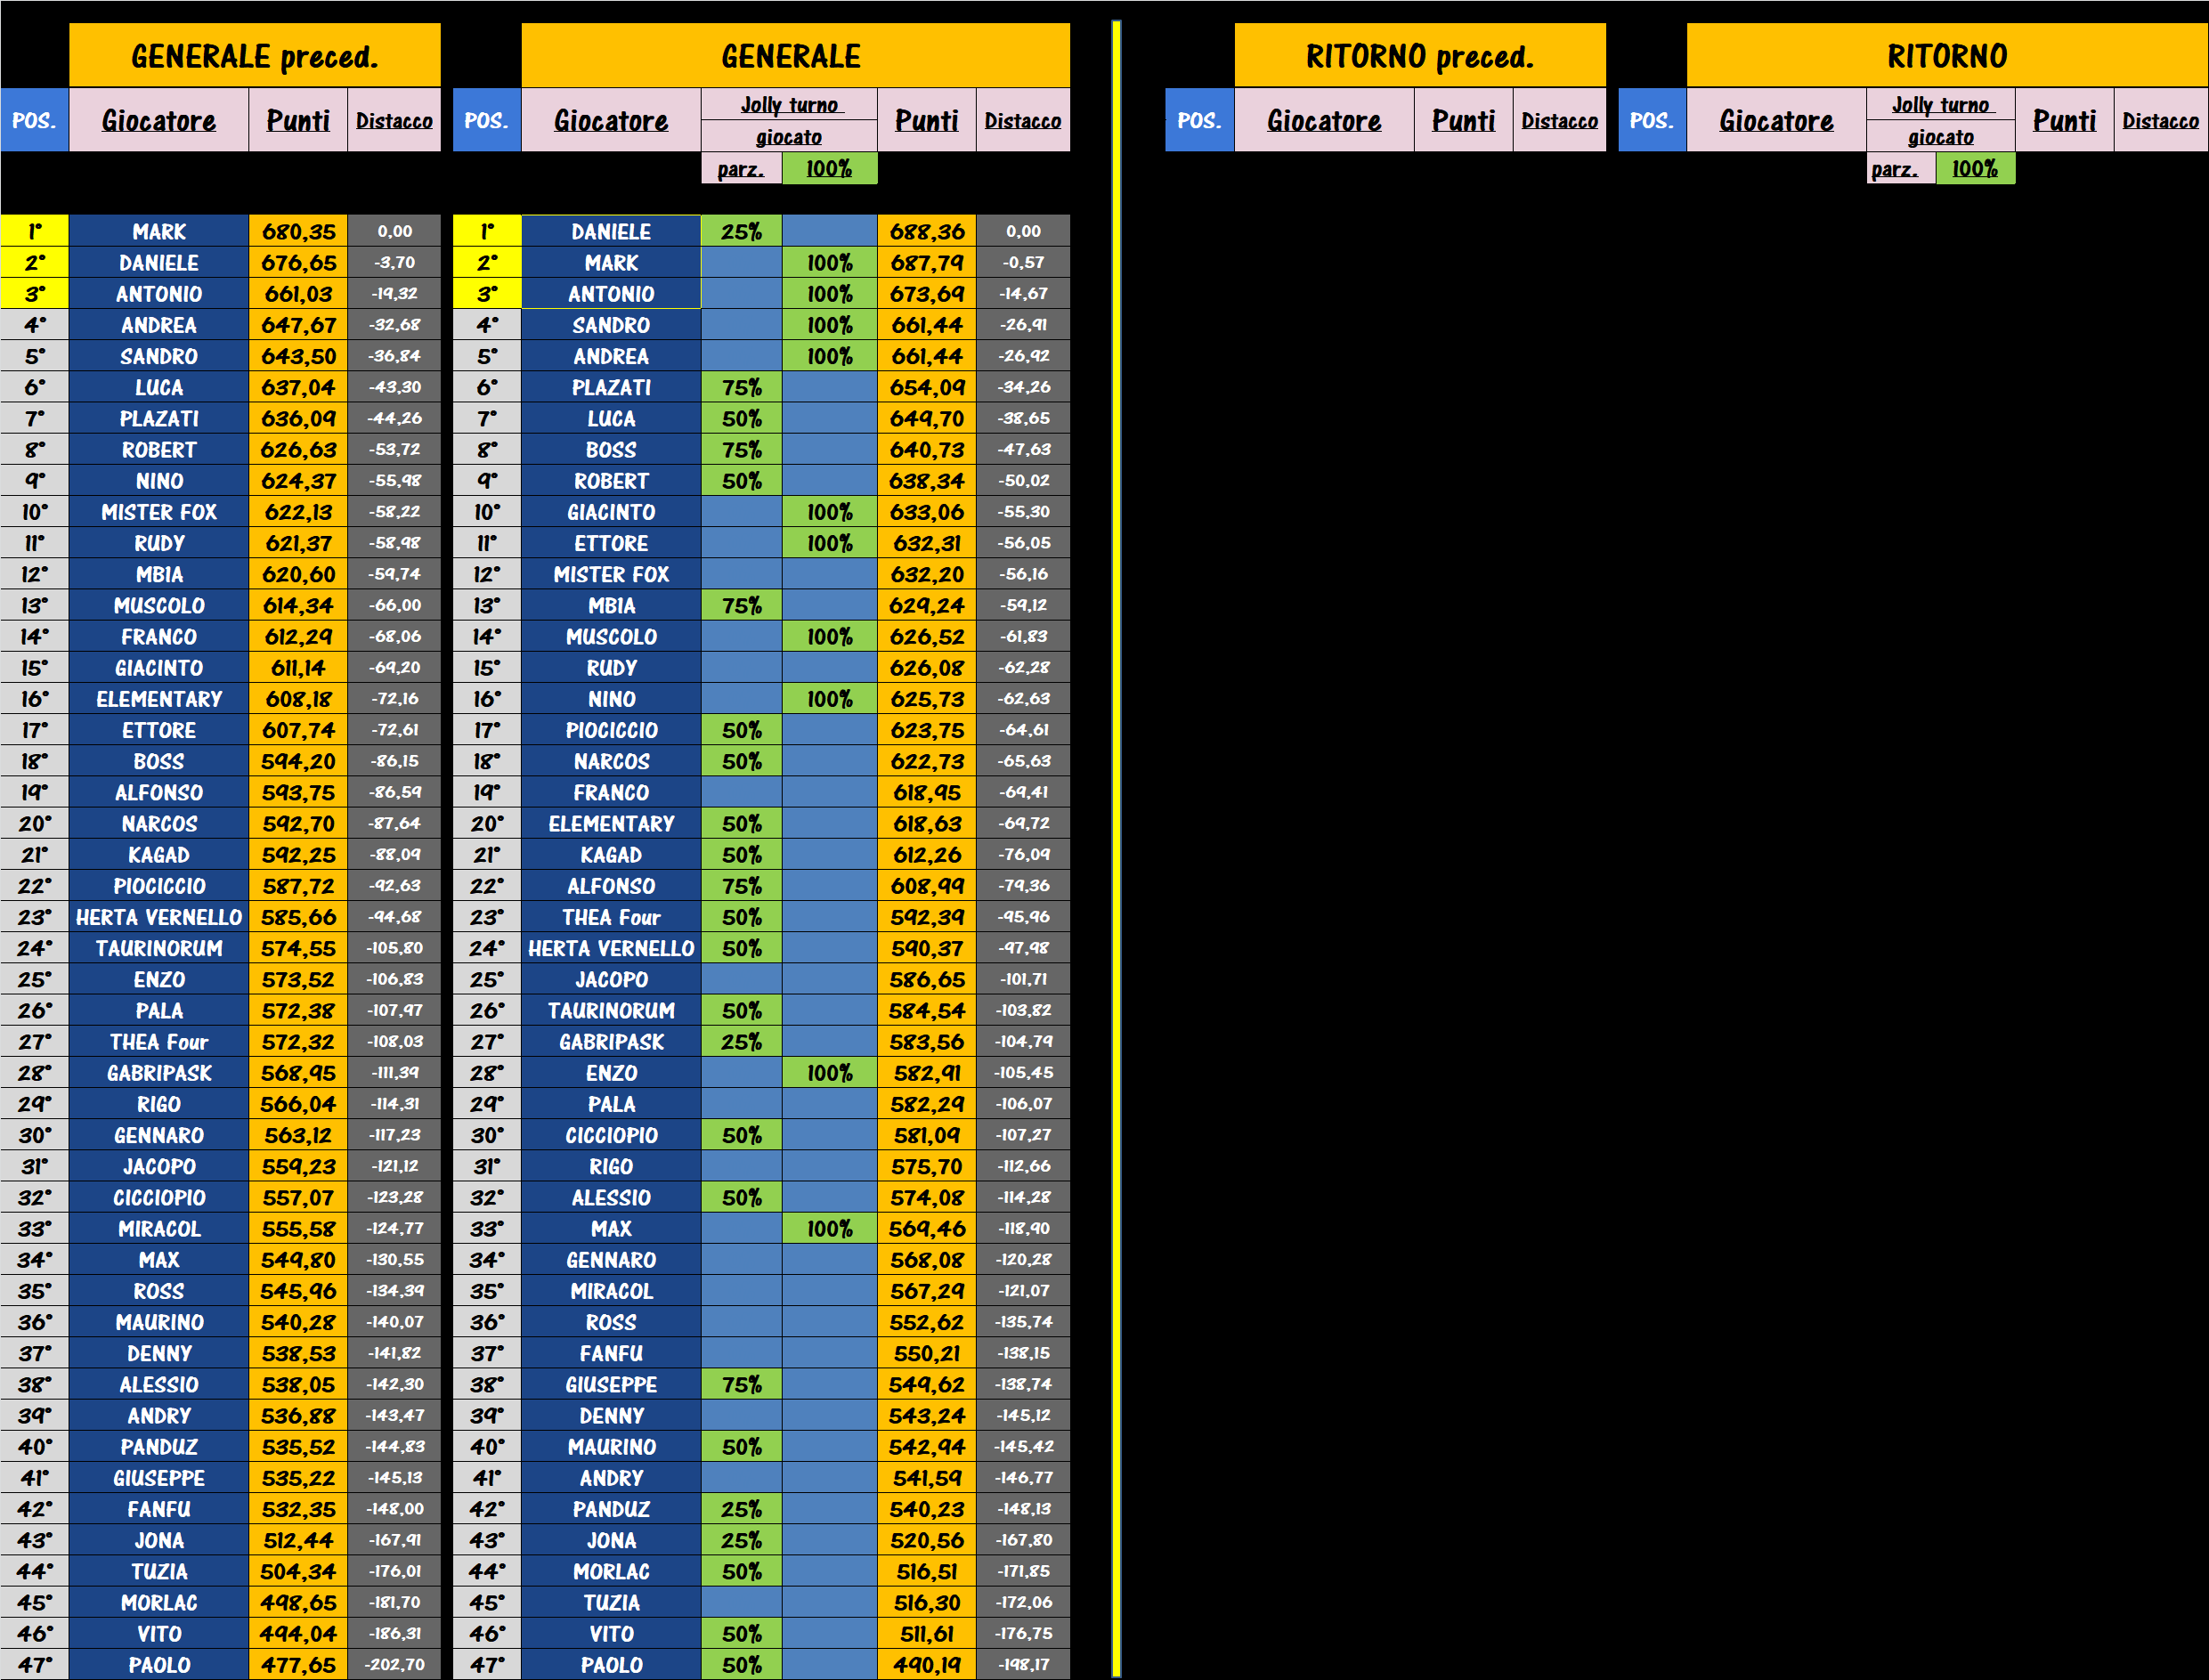 GENERALE preced. GENERALE RITORNO preced. RITORNO
POS. Giocatore Punti Distacco POS. Giocatore Jolly turno giocato Punti Distacco POS. Giocatore Punti Distacco POS. Giocatore Jolly turno giocato Punti Distacco
parz. 100% parz. 100%
1° MARK 680,35 0,00 1° DANIELE 25% 688,36 0,00
2° DANIELE 676,65 -3,70 2° MARK 100% 687,79 -0,57
3° ANTONIO 661,03 -19,32 3° ANTONIO 100% 673,69 -14,67
4° ANDREA 647,67 -32,68 4° SANDRO 100% 661,44 -26,91
5° SANDRO 643,50 -36,84 5° ANDREA 100% 661,44 -26,92
6° LUCA 637,04 -43,30 6° PLAZATI 75% 654,09 -34,26
7° PLAZATI 636,09 -44,26 7° LUCA 50% 649,70 -38,65
8° ROBERT 626,63 -53,72 8° BOSS 75% 640,73 -47,63
9° NINO 624,37 -55,98 9° ROBERT 50% 638,34 -50,02
10° MISTER FOX 622,13 -58,22 10° GIACINTO 100% 633,06 -55,30
11° RUDY 621,37 -58,98 11° ETTORE 100% 632,31 -56,05
12° MBIA 620,60 -59,74 12° MISTER FOX 632,20 -56,16
13° MUSCOLO 614,34 -66,00 13° MBIA 75% 629,24 -59,12
14° FRANCO 612,29 -68,06 14° MUSCOLO 100% 626,52 -61,83
15° GIACINTO 611,14 -69,20 15° RUDY 626,08 -62,28
16° ELEMENTARY 608,18 -72,16 16° NINO 100% 625,73 -62,63
17° ETTORE 607,74 -72,61 17° PIOCICCIO 50% 623,75 -64,61
18° BOSS 594,20 -86,15 18° NARCOS 50% 622,73 -65,63
19° ALFONSO 593,75 -86,59 19° FRANCO 618,95 -69,41
20° NARCOS 592,70 -87,64 20° ELEMENTARY 50% 618,63 -69,72
21° KAGAD 592,25 -88,09 21° KAGAD 50% 612,26 -76,09
22° PIOCICCIO 587,72 -92,63 22° ALFONSO 75% 608,99 -79,36
23° HERTA VERNELLO 585,66 -94,68 23° THEA Four 50% 592,39 -95,96
24° TAURINORUM 574,55 -105,80 24° HERTA VERNELLO 50% 590,37 -97,98
25° ENZO 573,52 -106,83 25° JACOPO 586,65 -101,71
26° PALA 572,38 -107,97 26° TAURINORUM 50% 584,54 -103,82
27° THEA Four 572,32 -108,03 27° GABRIPASK 25% 583,56 -104,79
28° GABRIPASK 568,95 -111,39 28° ENZO 100% 582,91 -105,45
29° RIGO 566,04 -114,31 29° PALA 582,29 -106,07
30° GENNARO 563,12 -117,23 30° CICCIOPIO 50% 581,09 -107,27
31° JACOPO 559,23 -121,12 31° RIGO 575,70 -112,66
32° CICCIOPIO 557,07 -123,28 32° ALESSIO 50% 574,08 -114,28
33° MIRACOL 555,58 -124,77 33° MAX 100% 569,46 -118,90
34° MAX 549,80 -130,55 34° GENNARO 568,08 -120,28
35° ROSS 545,96 -134,39 35° MIRACOL 567,29 -121,07
36° MAURINO 540,28 -140,07 36° ROSS 552,62 -135,74
37° DENNY 538,53 -141,82 37° FANFU 550,21 -138,15
38° ALESSIO 538,05 -142,30 38° GIUSEPPE 75% 549,62 -138,74
39° ANDRY 536,88 -143,47 39° DENNY 543,24 -145,12
40° PANDUZ 535,52 -144,83 40° MAURINO 50% 542,94 -145,42
41° GIUSEPPE 535,22 -145,13 41° ANDRY 541,59 -146,77
42° FANFU 532,35 -148,00 42° PANDUZ 25% 540,23 -148,13
43° JONA 512,44 -167,91 43° JONA 25% 520,56 -167,80
44° TUZIA 504,34 -176,01 44° MORLAC 50% 516,51 -171,85
45° MORLAC 498,65 -181,70 45° TUZIA 516,30 -172,06
46° VITO 494,04 -186,31 46° VITO 50% 511,61 -176,75
47° PAOLO 477,65 -202,70 47° PAOLO 50% 490,19 -198,17